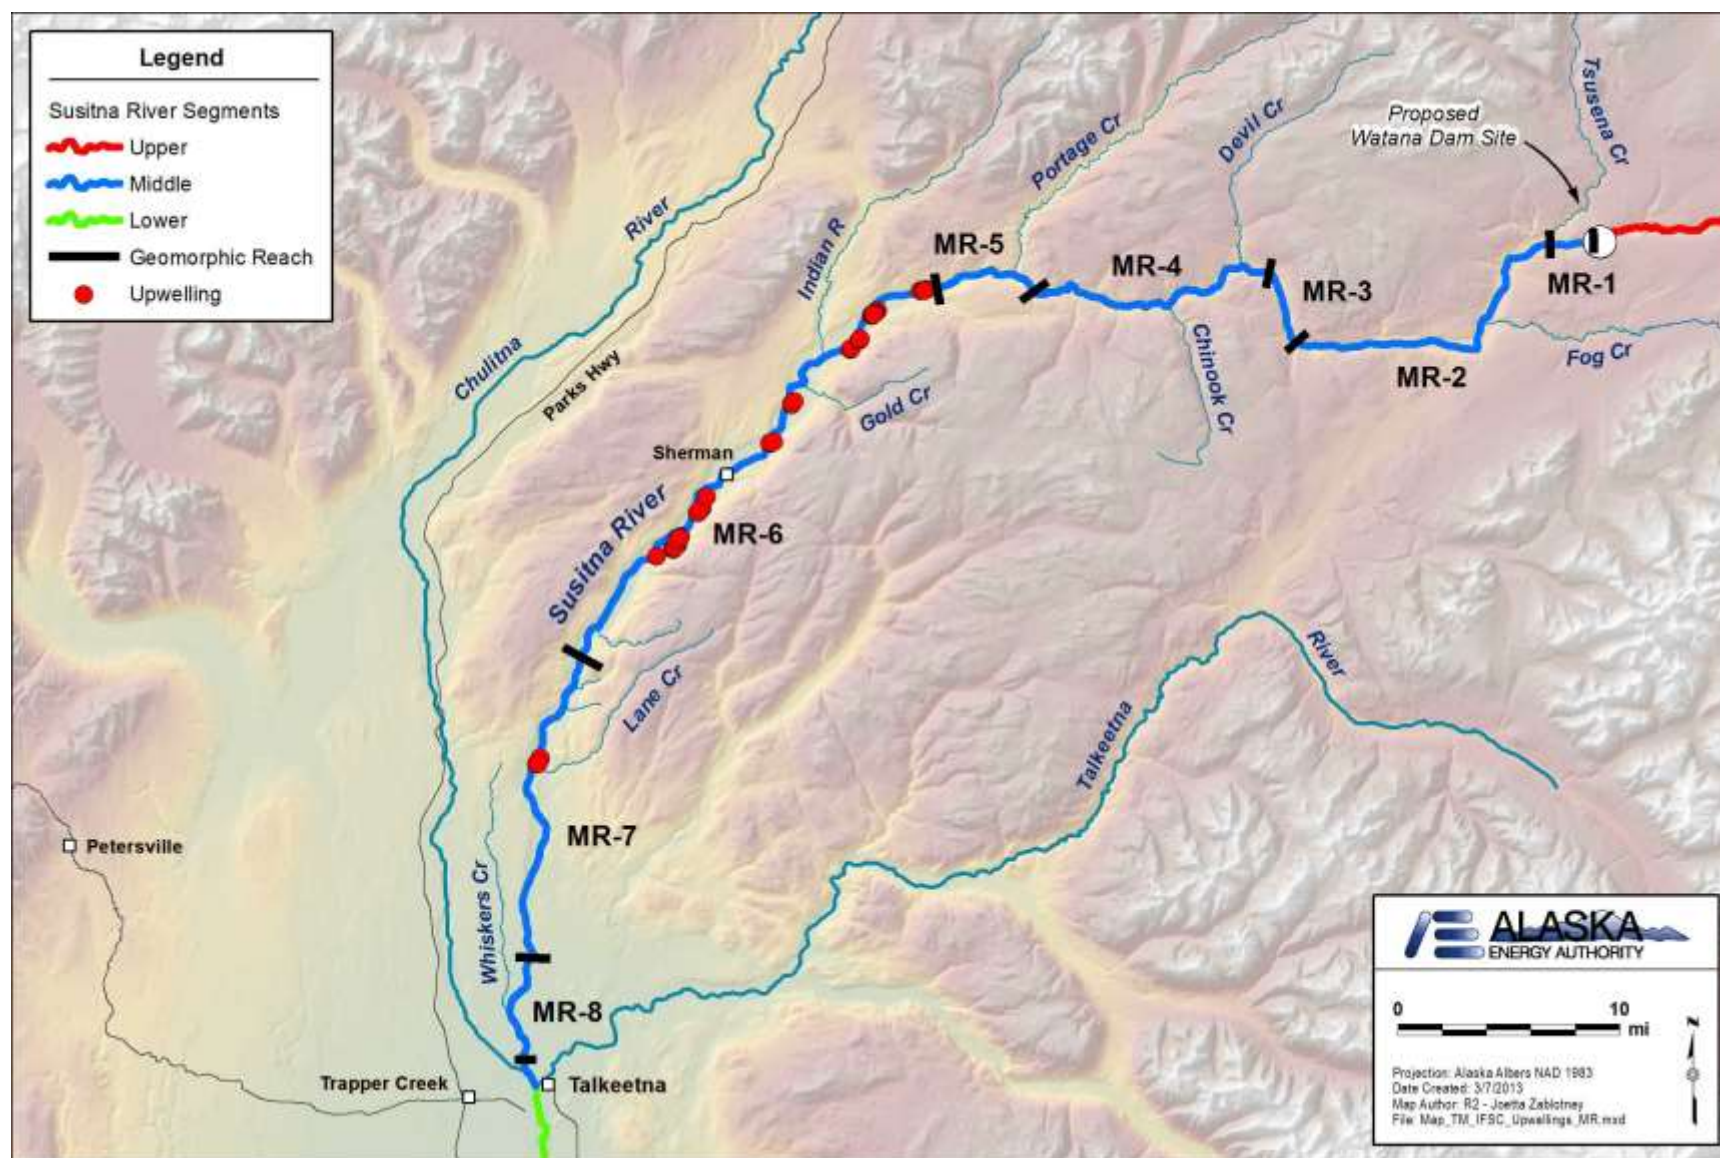 Legend
Susitna River Segments
Upper
Middle
Lower
Geomorphic Reach
Upwelling
Tsusena Cr
Proposed
Watana Dam Site
Devil Cr
Portage Cr
River
Indian R
MR-5
MR-4
MR-3
MR-1
Chulitna
Parks Hwy
Fog Cr
MR-2
Chinook Cr
Gold Cr
Sherman
Susitna River
MR-6
River
Lane Cr
Talkeetna
MR-7
Petersville
Whiskers Cr
MR-8
Trapper Creek
Talkeetna
ALASKA
ENERGY AUTHORITY
0 10
mi
N
Projection: Alaska Albers NAD 1983
Date Created: 3/7/2013
Map Author: R2 - Joetta Zablotney
File: Map_TM_IFSC_Upwellings_MR.mxd